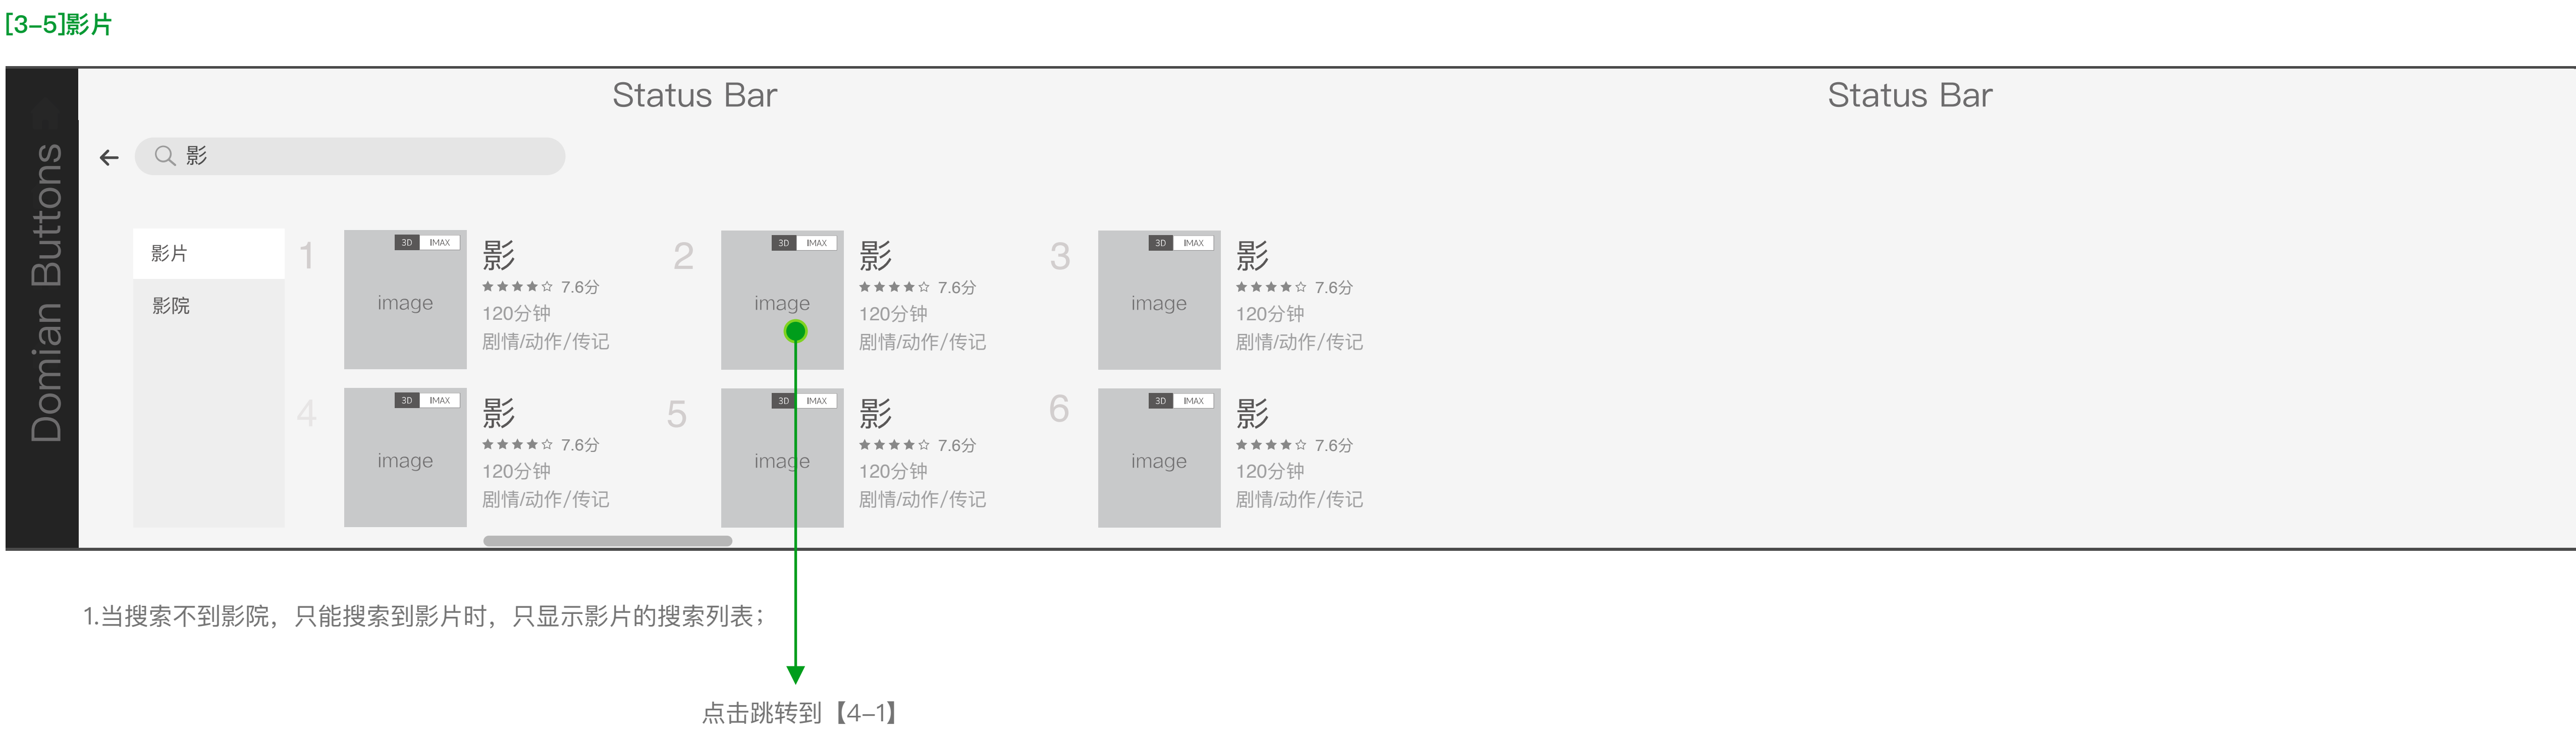 [3-5]影片
Status Bar
Status Bar
Domian Buttons
影
影片
影院
1
3D IMAX
image
影
7.6分
120分钟
剧情/动作/传记
2
3D IMAX
image
影
7.6分
120分钟
剧情/动作/传记
3
3D IMAX
image
影
7.6分
120分钟
剧情/动作/传记
4
3D IMAX
image
影
7.6分
120分钟
剧情/动作/传记
5
3D IMAX
image
影
7.6分
120分钟
剧情/动作/传记
6
3D IMAX
image
影
7.6分
120分钟
剧情/动作/传记
1.当搜索不到影院，只能搜索到影片时，只显示影片的搜索列表；
点击跳转到【4-1】